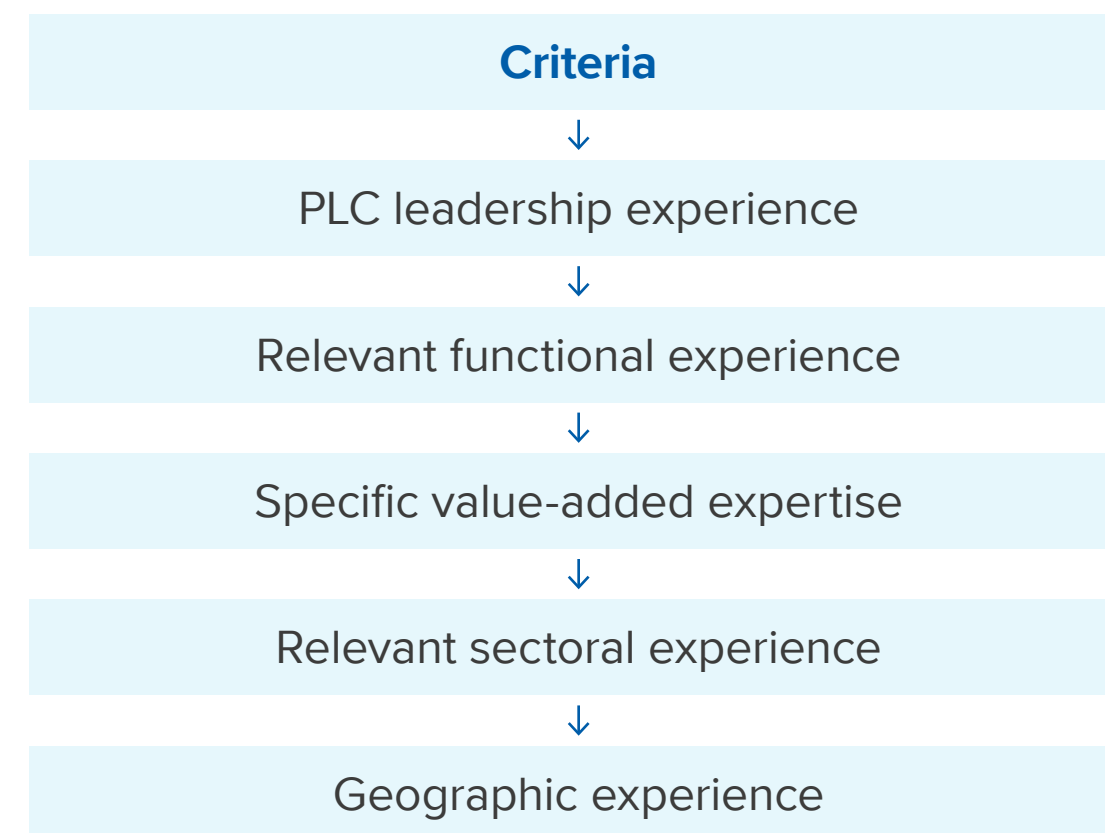 Criteria
PLC leadership experience
Relevant functional experience
Specific value-added expertise
Relevant sectoral experience
Geographic experience